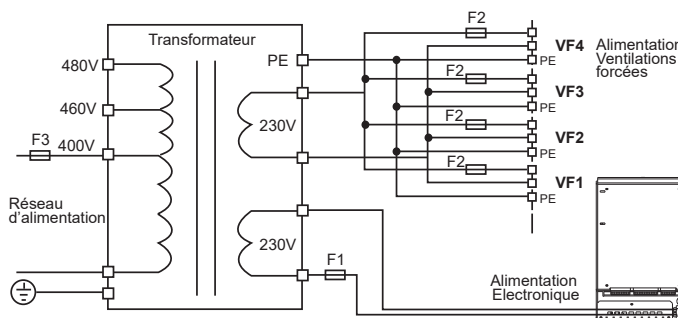 F2
Transformateur
VF4 Alimentation
Ventilations
forcées
PE
PE
480V
F2
VF3
PE
460V
F2
230V
VF2
F3
400V
PE
F2
VF1
PE
Réseau
d'alimentation
230V
F1
Alimentation
Electronique